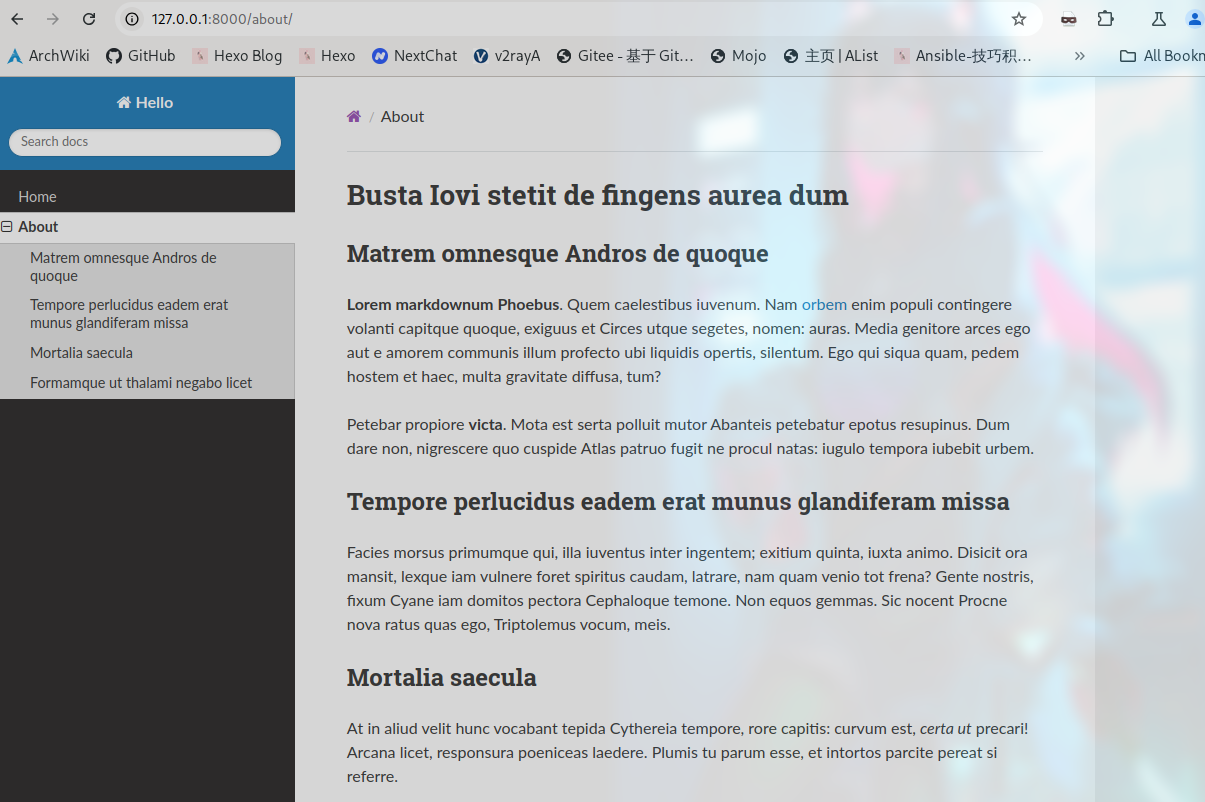 127.0.0.1:8000/about/
ArchWiki GitHub Hexo Blog Hexo NextChat v2rayA Gitee - 基于 Git… Mojo 主页 | AList Ansible-技巧积… » All Bookn
Hello
Search docs
Home
About
Matrem omnesque Andros de
quoque
Tempore perlucidus eadem erat
munus glandiferam missa
Mortalia saecula
Formamque ut thalami negabo licet
/ About
Busta Iovi stetit de fingens aurea dum
Matrem omnesque Andros de quoque
Lorem markdownum Phoebus. Quem caelestibus iuvenum. Nam orbem enim populi contingere
volanti capitque quoque, exiguus et Circes utque segetes, nomen: auras. Media genitore arces ego
aut e amorem communis illum profecto ubi liquidis opertis, silentum. Ego qui siqua quam, pedem
hostem et haec, multa gravitate diffusa, tum?
Petebar propiore victa. Mota est serta polluit mutor Abanteis petebatur epotus resupinus. Dum
dare non, nigrescere quo cuspide Atlas patruo fugit ne procul natas: iugulo tempora iubebit urbem.
Tempore perlucidus eadem erat munus glandiferam missa
Facies morsus primumque qui, illa iuventus inter ingentem; exitium quinta, iuxta animo. Disicit ora
mansit, lexque iam vulnere foret spiritus caudam, latrare, nam quam venio tot frena? Gente nostris,
fixum Cyane iam domitos pectora Cephaloque temone. Non equos gemmas. Sic nocent Procne
nova ratus quas ego, Triptolemus vocum, meis.
Mortalia saecula
At in aliud velit hunc vocabant tepida Cythereia tempore, rore capitis: curvum est, certa ut precari!
Arcana licet, responsura poeniceas laedere. Plumis tu parum esse, et intortos parcite pereat si
referre.